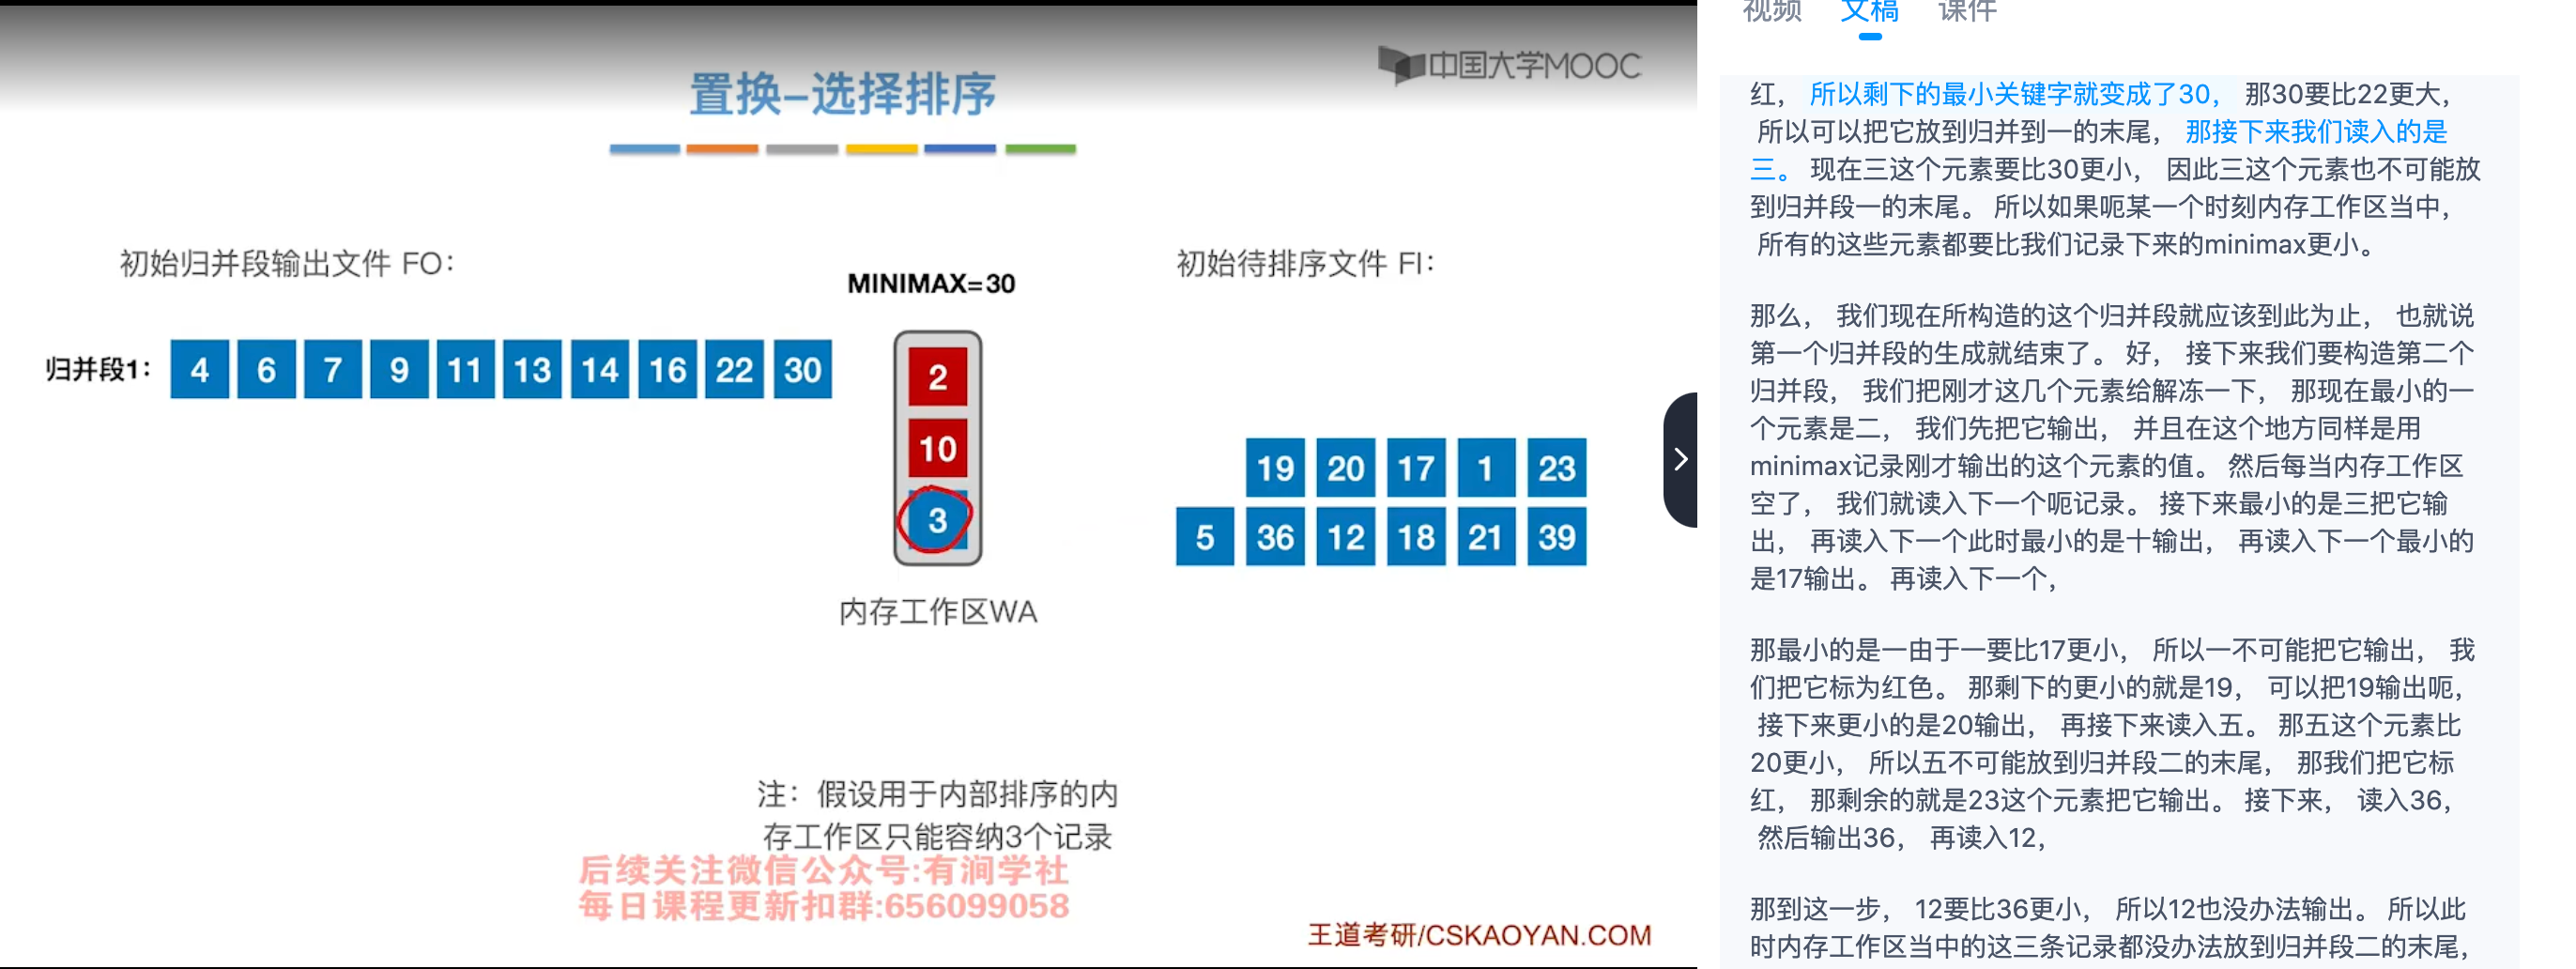 中国大学MOOC
置换-选择排序
初始归并段输出文件 FO：
MINIMAX=30
初始待排序文件 FI：
归并段1：
4 6 7 9 11 13 14 16 22 30
2
10
3
19 20 17 1 23
5 36 12 18 21 39
内存工作区WA
注：假设用于内部排序的内
存工作区只能容纳3个记录
后续关注微信公众号:有涧学社
每日课程更新扣群:656099058
王道考研/CSKAOYAN.COM
视频 文稿 课件
红， 所以剩下的最小关键字就变成了30， 那30要比22更大，
所以可以把它放到归并到一的末尾， 那接下来我们读入的是
三。 现在三这个元素要比30更小， 因此三这个元素也不可能放
到归并段一的末尾。 所以如果呃某一个时刻内存工作区当中，
所有的这些元素都要比我们记录下来的minimax更小。
那么， 我们现在所构造的这个归并段就应该到此为止， 也就说
第一个归并段的生成就结束了。 好， 接下来我们要构造第二个
归并段， 我们把刚才这几个元素给解冻一下， 那现在最小的一
个元素是二， 我们先把它输出， 并且在这个地方同样是用
minimax记录刚才输出的这个元素的值。 然后每当内存工作区
空了， 我们就读入下一个呃记录。 接下来最小的是三把它输
出， 再读入下一个此时最小的是十输出， 再读入下一个最小的
是17输出。 再读入下一个，
那最小的是一由于一要比17更小， 所以一不可能把它输出， 我
们把它标为红色。 那剩下的更小的就是19， 可以把19输出呃，
接下来更小的是20输出， 再接下来读入五。 那五这个元素比
20更小， 所以五不可能放到归并段二的末尾， 那我们把它标
红， 那剩余的就是23这个元素把它输出。 接下来， 读入36，
然后输出36， 再读入12，
那到这一步， 12要比36更小， 所以12也没办法输出。 所以此
时内存工作区当中的这三条记录都没办法放到归并段二的末尾，